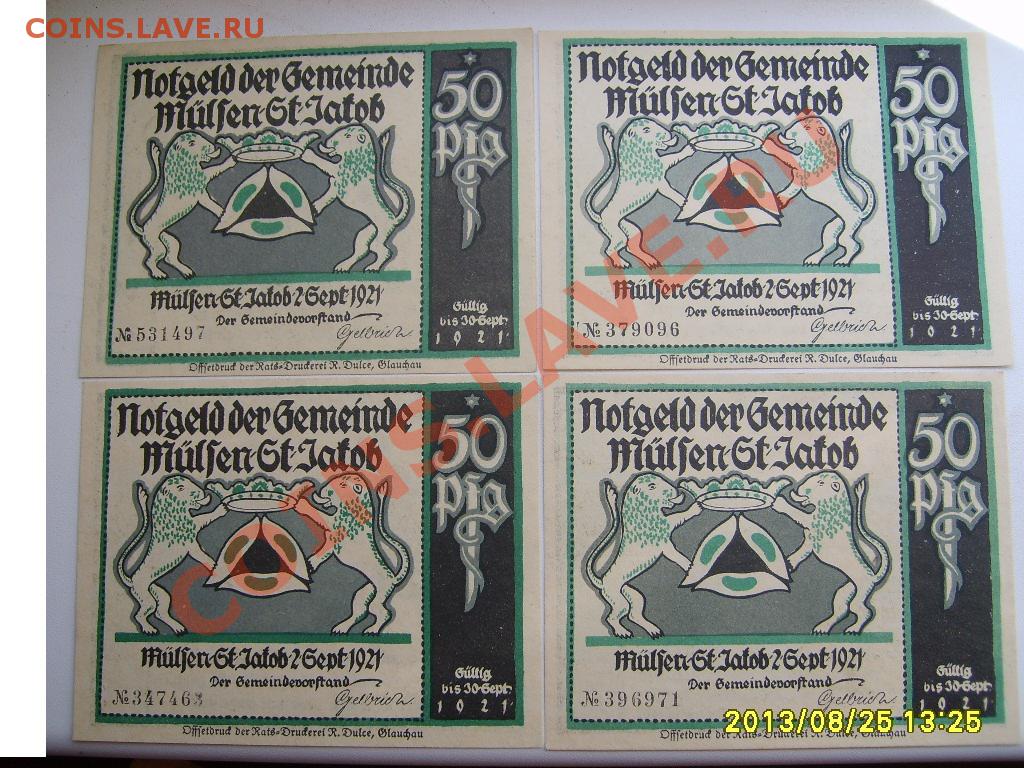 COINS.LAVE.RU
Notgeld der Gemeinde
Mülsen St. Jakob
50
Pfg
Mülsen St. Jakob 2 Sept 1921
Der Gemeindevorstand
Gelbrich
№ 531497
Gültig
bis 30 Sept.
1921
Offsetdruck der Rats=Druckerei R. Dulce, Glauchau
Notgeld der Gemeinde
Mülsen St. Jakob
50
Pfg
Mülsen St. Jakob 2 Sept 1921
Der Gemeindevorstand
Gelbrich
№ 379096
Gültig
bis 30 Sept.
1921
Offsetdruck der Rats=Druckerei R. Dulce, Glauchau
Notgeld der Gemeinde
Mülsen St. Jakob
50
Pfg
Mülsen St. Jakob 2 Sept 1921
Der Gemeindevorstand
Gelbrich
№ 347463
Gültig
bis 30 Sept.
1921
Offsetdruck der Rats=Druckerei R. Dulce, Glauchau
Notgeld der Gemeinde
Mülsen St. Jakob
50
Pfg
Mülsen St. Jakob 2 Sept 1921
Der Gemeindevorstand
Gelbrich
№ 396971
Gültig
bis 30 Sept.
1921
Offsetdruck der Rats=Druckerei R. Dulce, Glauchau
COINS.LAVE.RU
2013/08/25 13:25